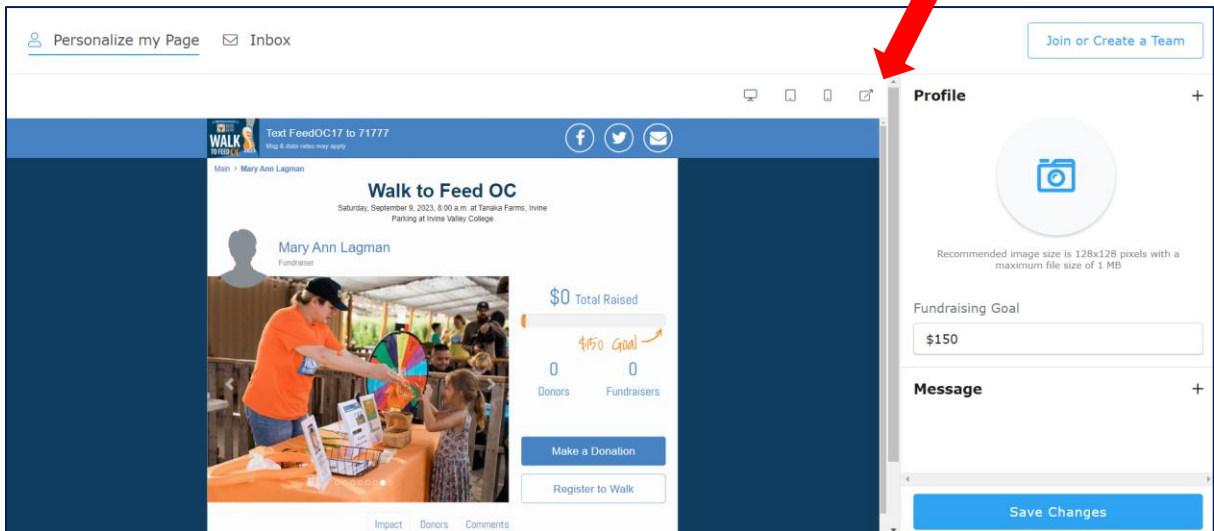 Personalize my Page
Inbox
Join or Create a Team
Profile
+
WALK
TO FEED OC
Text FeedOC17 to 71777
Msg & data rates may apply
Main > Mary Ann Lagman
Walk to Feed OC
Saturday, September 9, 2023, 8:00 a.m. at Tanaka Farms, Irvine
Parking at Irvine Valley College
Mary Ann Lagman
Fundraiser
$0 Total Raised
$150 Goal
0
0
Donors
Fundraisers
Make a Donation
Register to Walk
Impact
Donors
Comments
Recommended image size is 128x128 pixels with a
maximum file size of 1 MB
Fundraising Goal
$150
Message
+
Save Changes